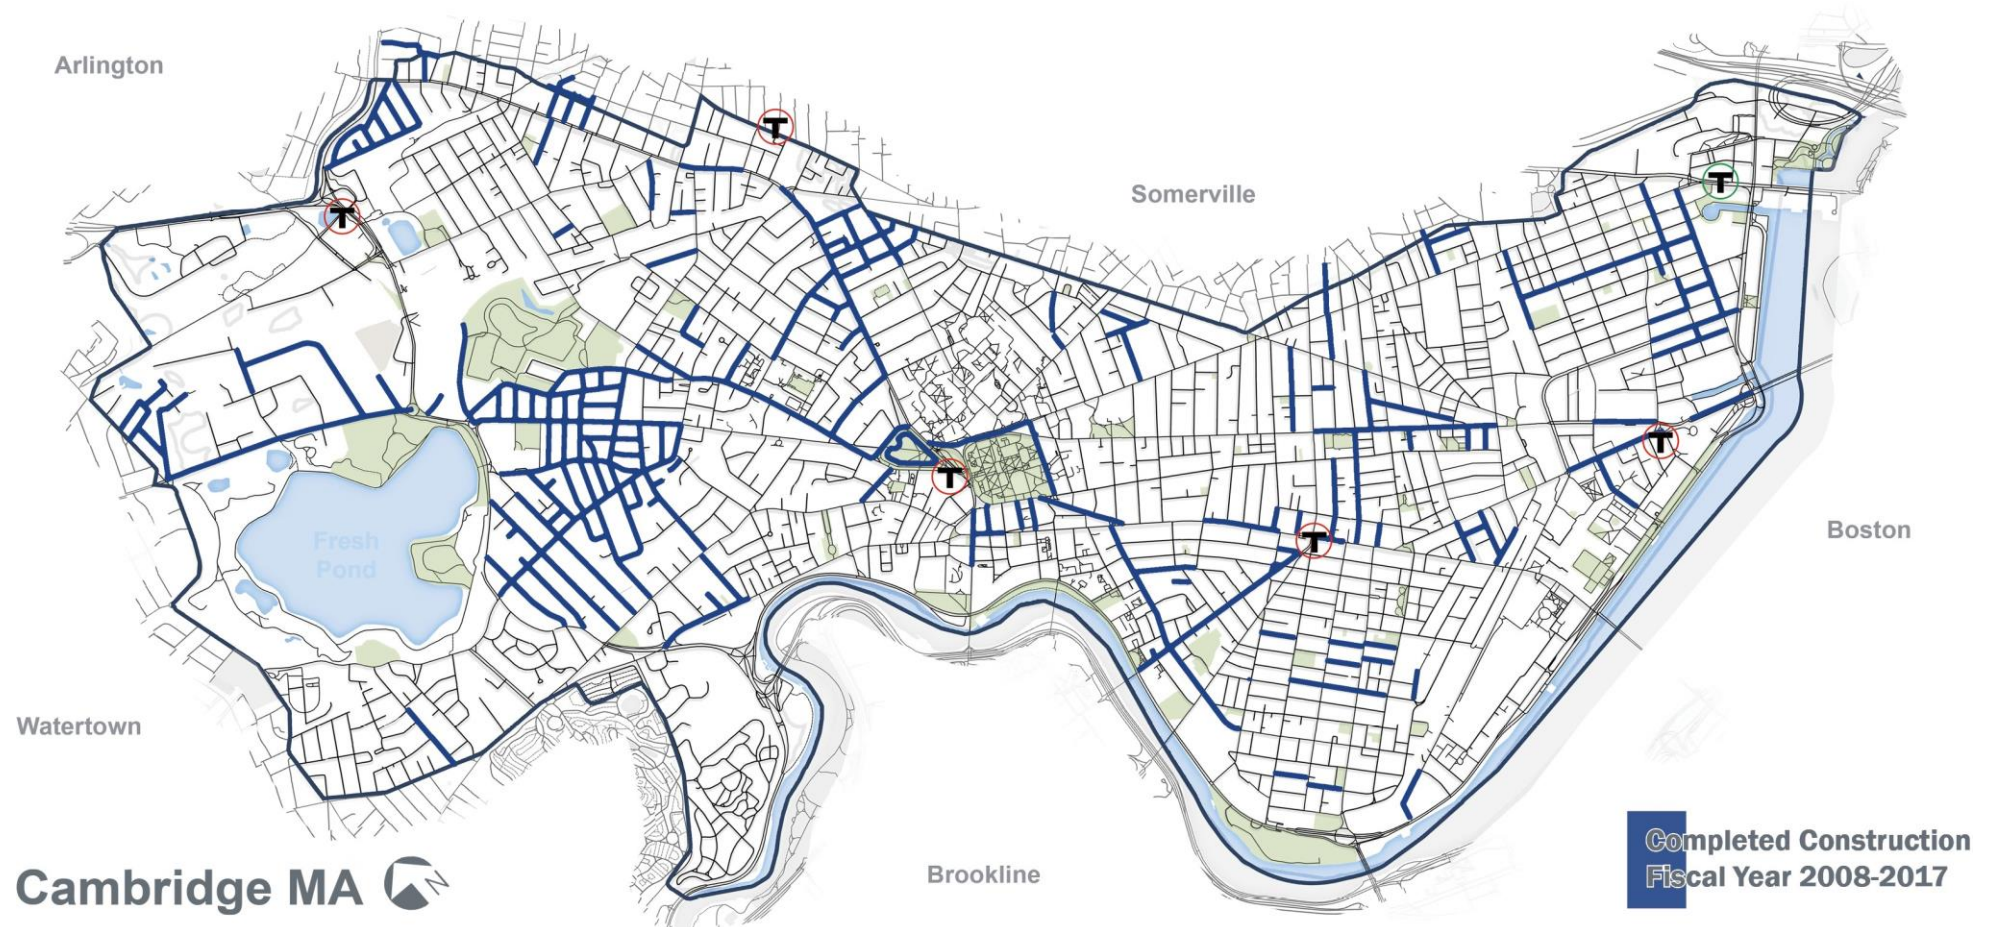 Arlington
T
Somerville
T
T
Fresh
Pond
T
T
Boston
T
Watertown
Completed Construction
Fiscal Year 2008-2017
Brookline
Cambridge MA
N